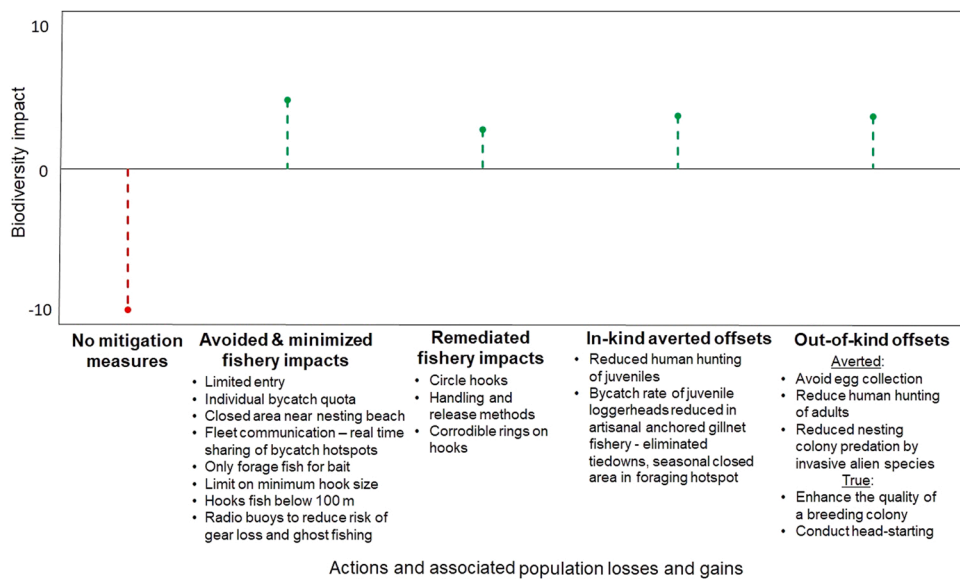 10
0
-10
Biodiversity impact
No mitigation
measures
Avoided & minimized
fishery impacts
• Limited entry
• Individual bycatch quota
• Closed area near nesting beach
• Fleet communication – real time
sharing of bycatch hotspots
• Only forage fish for bait
• Limit on minimum hook size
• Hooks fish below 100 m
• Radio buoys to reduce risk of
gear loss and ghost fishing
Remediated
fishery impacts
• Circle hooks
• Handling and
release methods
• Corrodible rings on
hooks
In-kind averted offsets
• Reduced human hunting
of juveniles
• Bycatch rate of juvenile
loggerheads reduced in
artisanal anchored gillnet
fishery - eliminated
tiedowns, seasonal closed
area in foraging hotspot
Out-of-kind offsets
Averted:
• Avoid egg collection
• Reduce human hunting
of adults
• Reduced nesting
colony predation by
invasive alien species
True:
• Enhance the quality of
a breeding colony
• Conduct head-starting
Actions and associated population losses and gains